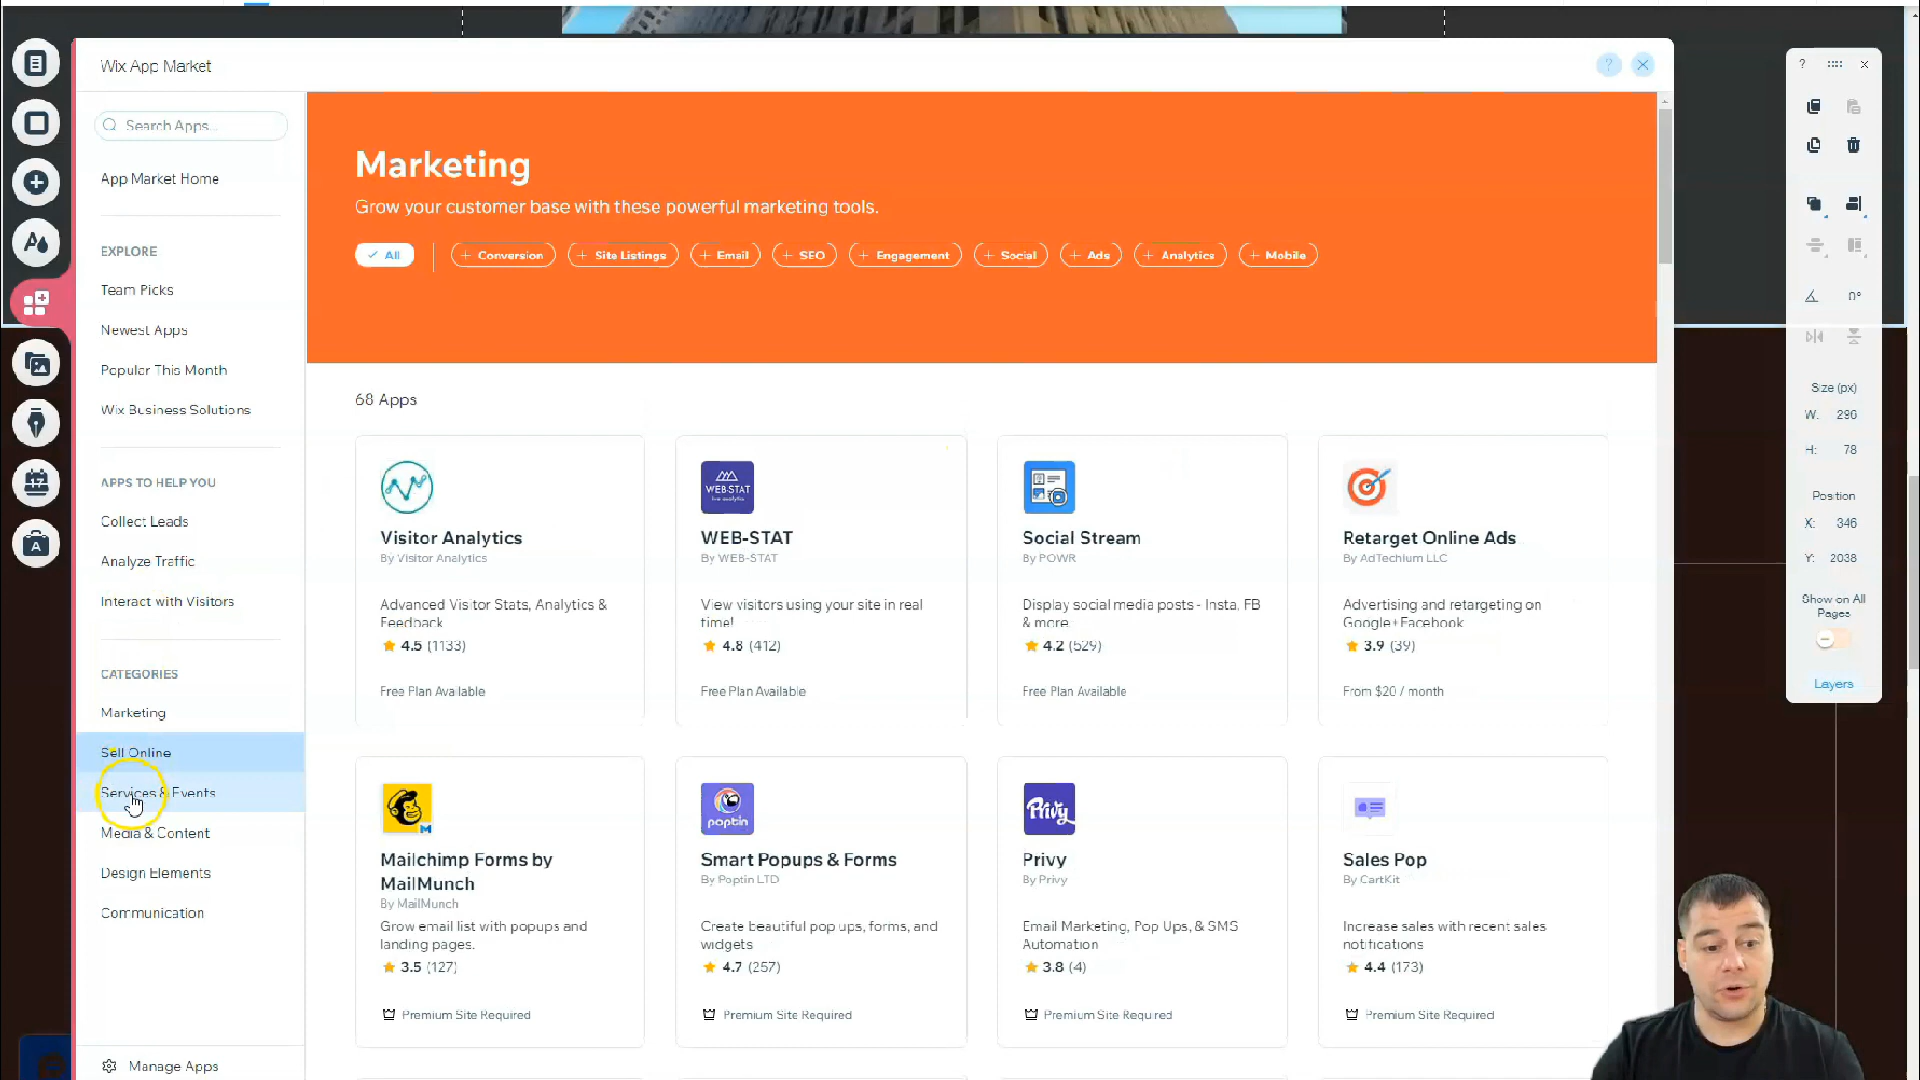 Wix App Market
?
Search Apps...
App Market Home
EXPLORE
Team Picks
Newest Apps
Popular This Month
Wix Business Solutions
APPS TO HELP YOU
Collect Leads
Analyze Traffic
Interact with Visitors
CATEGORIES
Marketing
Sell Online
Services & Events
Media & Content
Design Elements
Communication
Manage Apps
Marketing
Grow your customer base with these powerful marketing tools.
All
+ Conversion
+ Site Listings
+ Email
+ SEO
+ Engagement
+ Social
+ Ads
+ Analytics
+ Mobile
68 Apps
Visitor Analytics
By Visitor Analytics
Advanced Visitor Stats, Analytics &
Feedback
4.5 (1133)
Free Plan Available
WEB-STAT
live analytics
WEB-STAT
By WEB-STAT
View visitors using your site in real
time!
4.8 (412)
Free Plan Available
Social Stream
By POWR
Display social media posts - Insta, FB
& more
4.2 (529)
Free Plan Available
Retarget Online Ads
By AdTechium LLC
Advertising and retargeting on
Google+Facebook
3.9 (39)
From $20 / month
Mailchimp Forms by
MailMunch
By MailMunch
Grow email list with popups and
landing pages.
3.5 (127)
Premium Site Required
poptin
Smart Popups & Forms
By Poptin LTD
Create beautiful pop ups, forms, and
widgets
4.7 (257)
Premium Site Required
Privy
Privy
By Privy
Email Marketing, Pop Ups, & SMS
Automation
3.8 (4)
Premium Site Required
Sales Pop
By CartKit
Increase sales with recent sales
notifications
4.4 (173)
Premium Site Required
?
0°
Size (px)
W: 296
H: 78
Position
X: 346
Y: 2038
Show on All
Pages
Layers
17
A